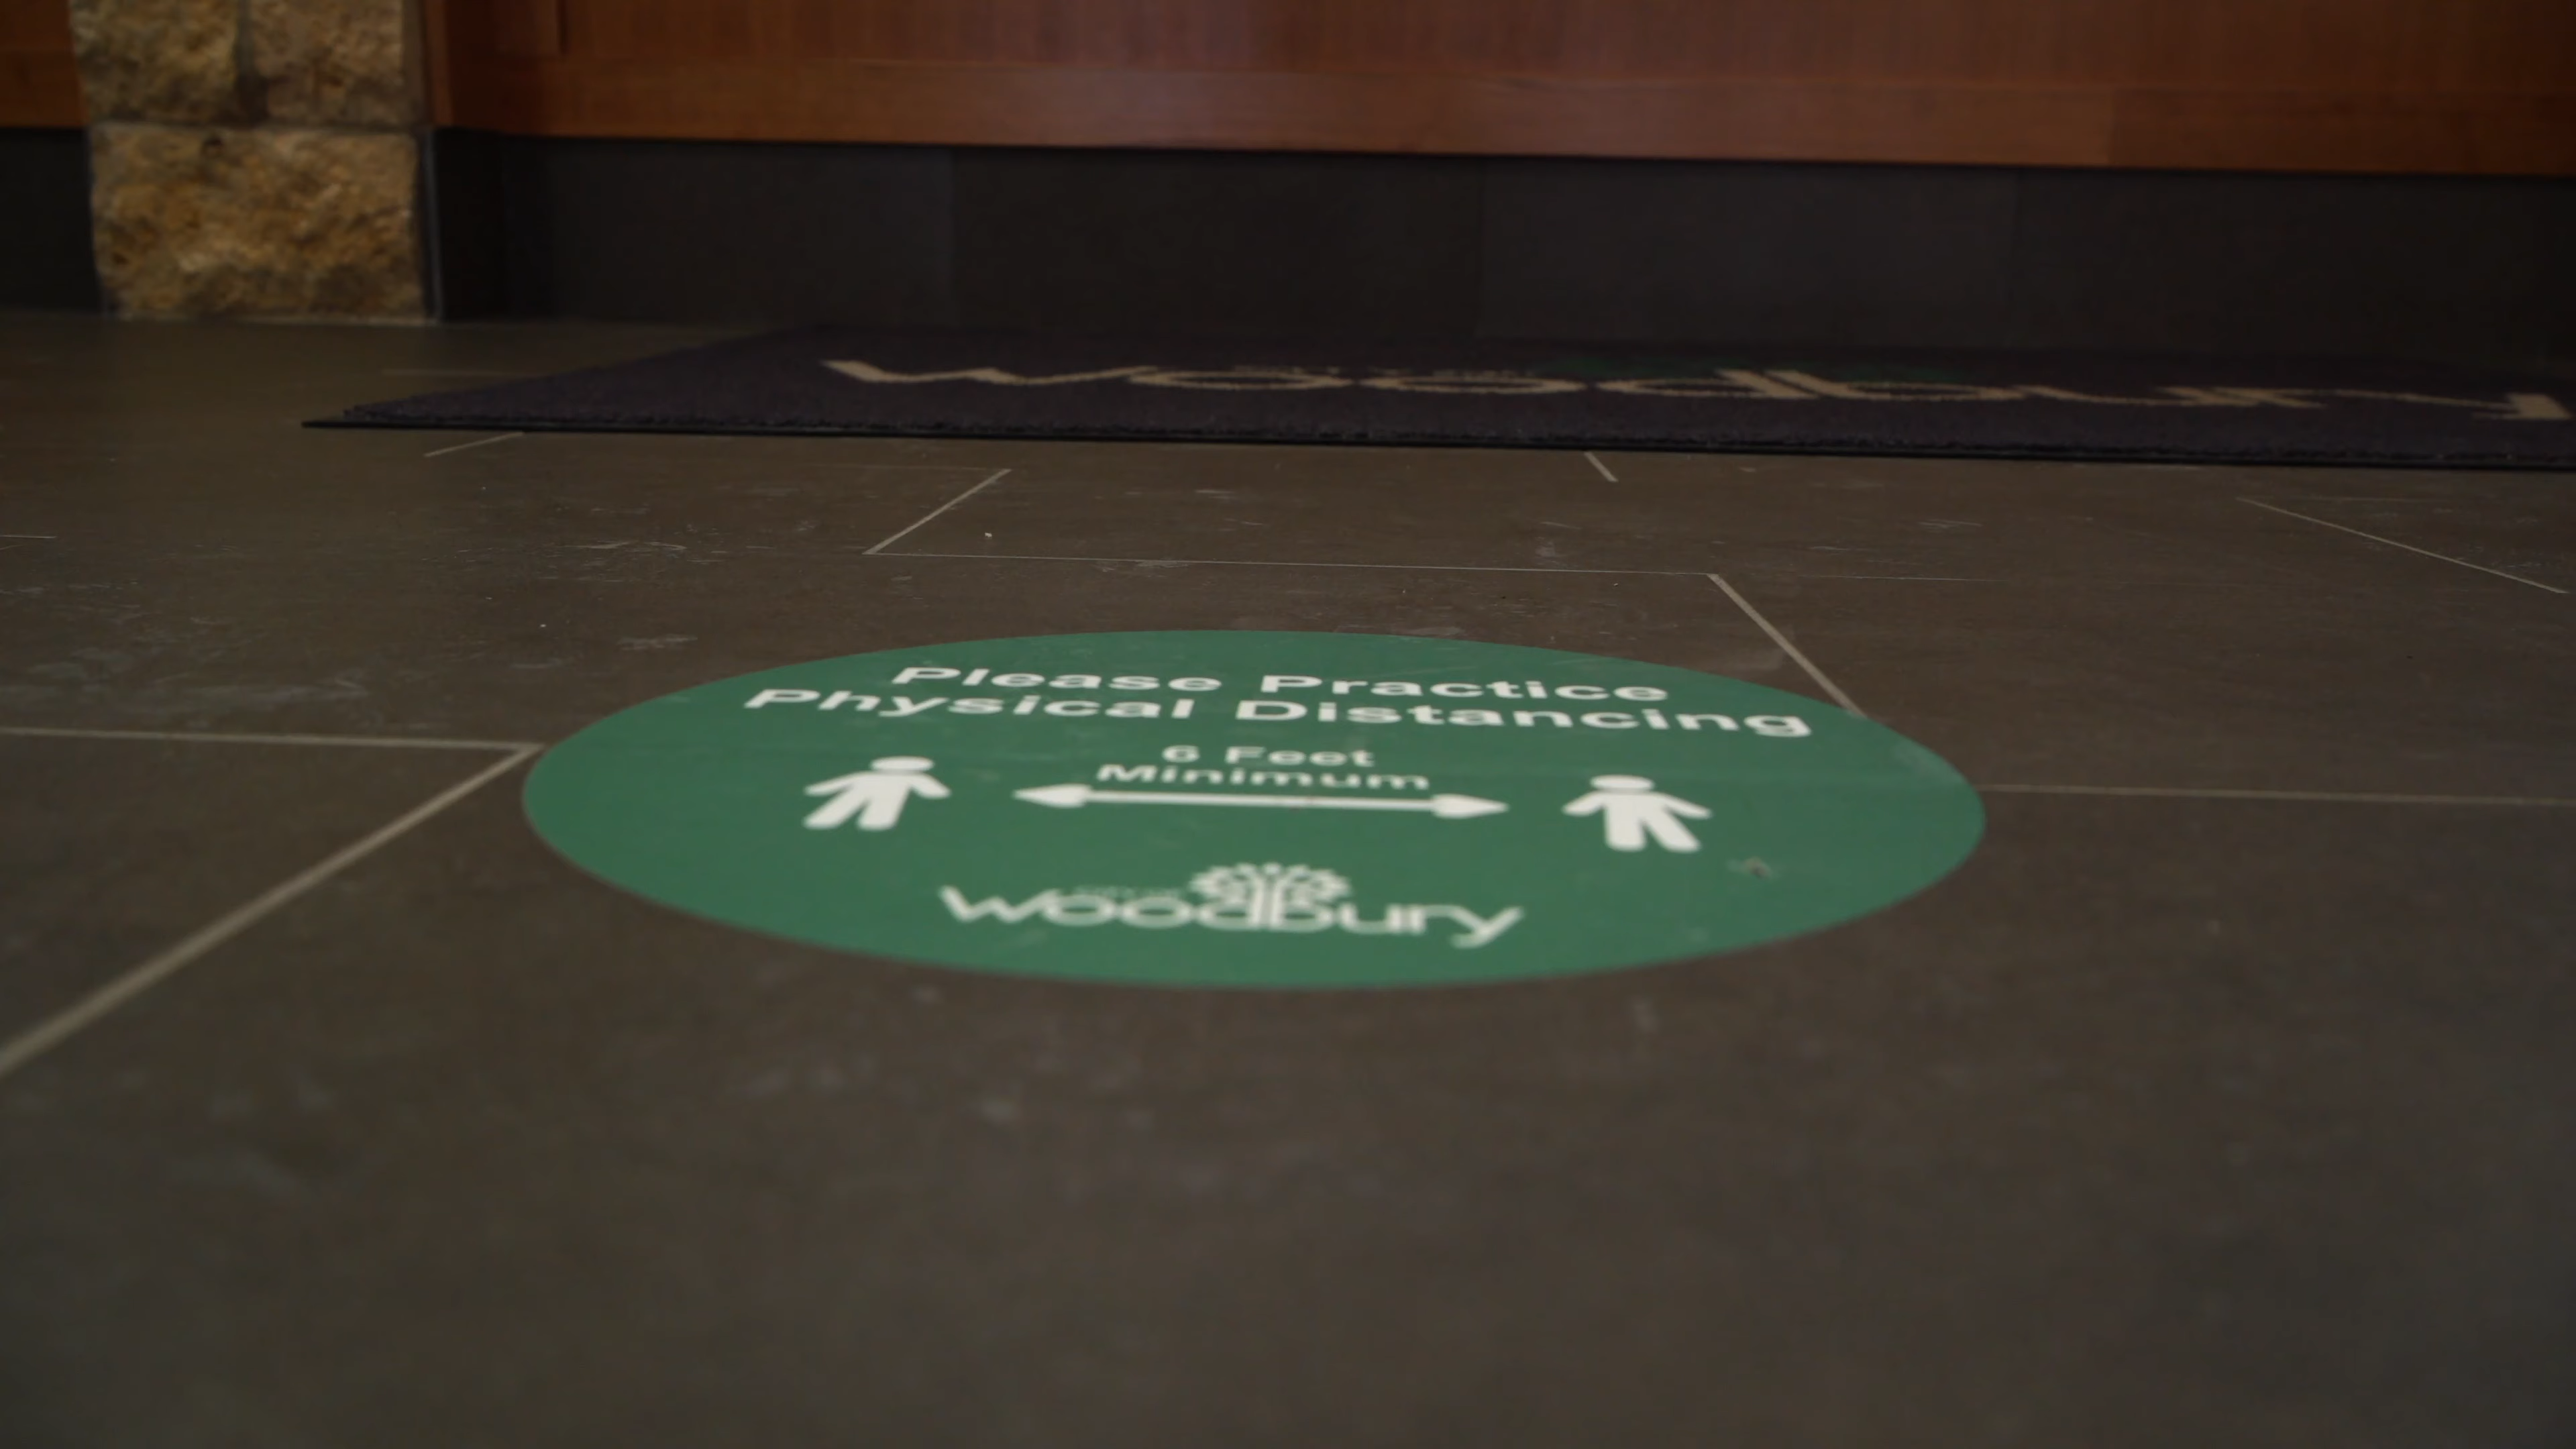 woodbury
Please Practice
Physical Distancing
6 Feet
Minimum
woodbury